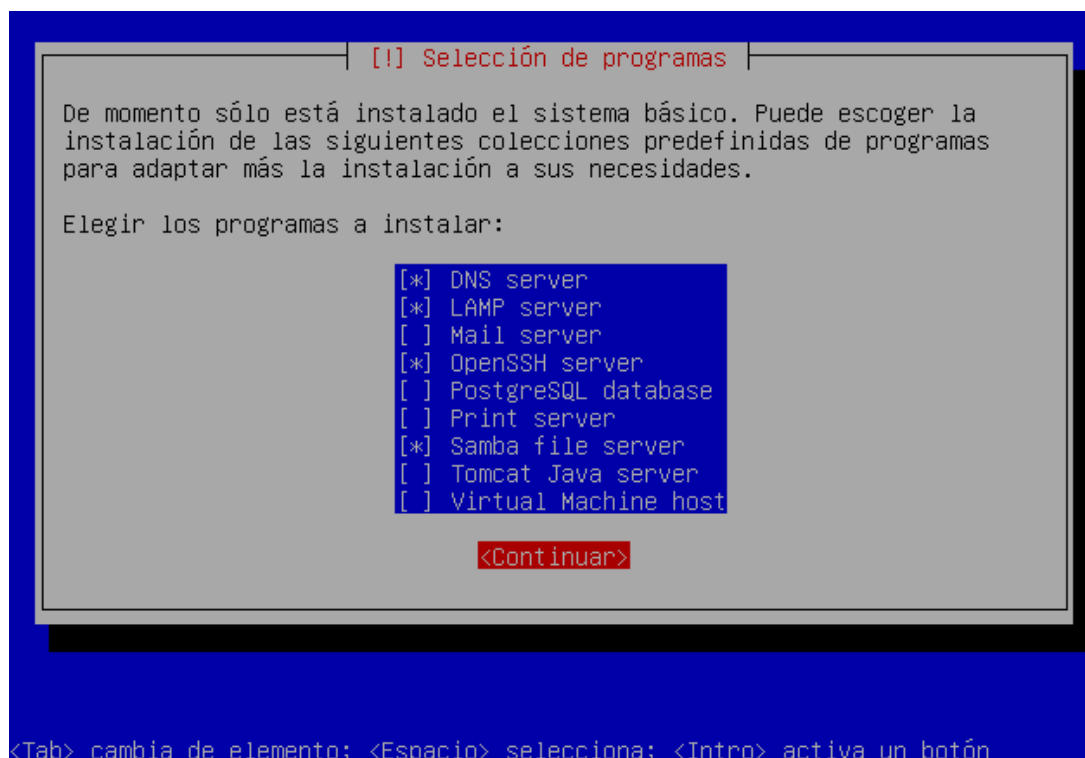 [!] Selección de programas
De momento sólo está instalado el sistema básico. Puede escoger la
instalación de las siguientes colecciones predefinidas de programas
para adaptar más la instalación a sus necesidades.
Elegir los programas a instalar:
[*] DNS server
[*] LAMP server
[ ] Mail server
[*] OpenSSH server
[ ] PostgreSQL database
[ ] Print server
[*] Samba file server
[ ] Tomcat Java server
[ ] Virtual Machine host
<Continuar>
<Tab> cambia de elemento; <Espacio> selecciona; <Intro> activa un botón